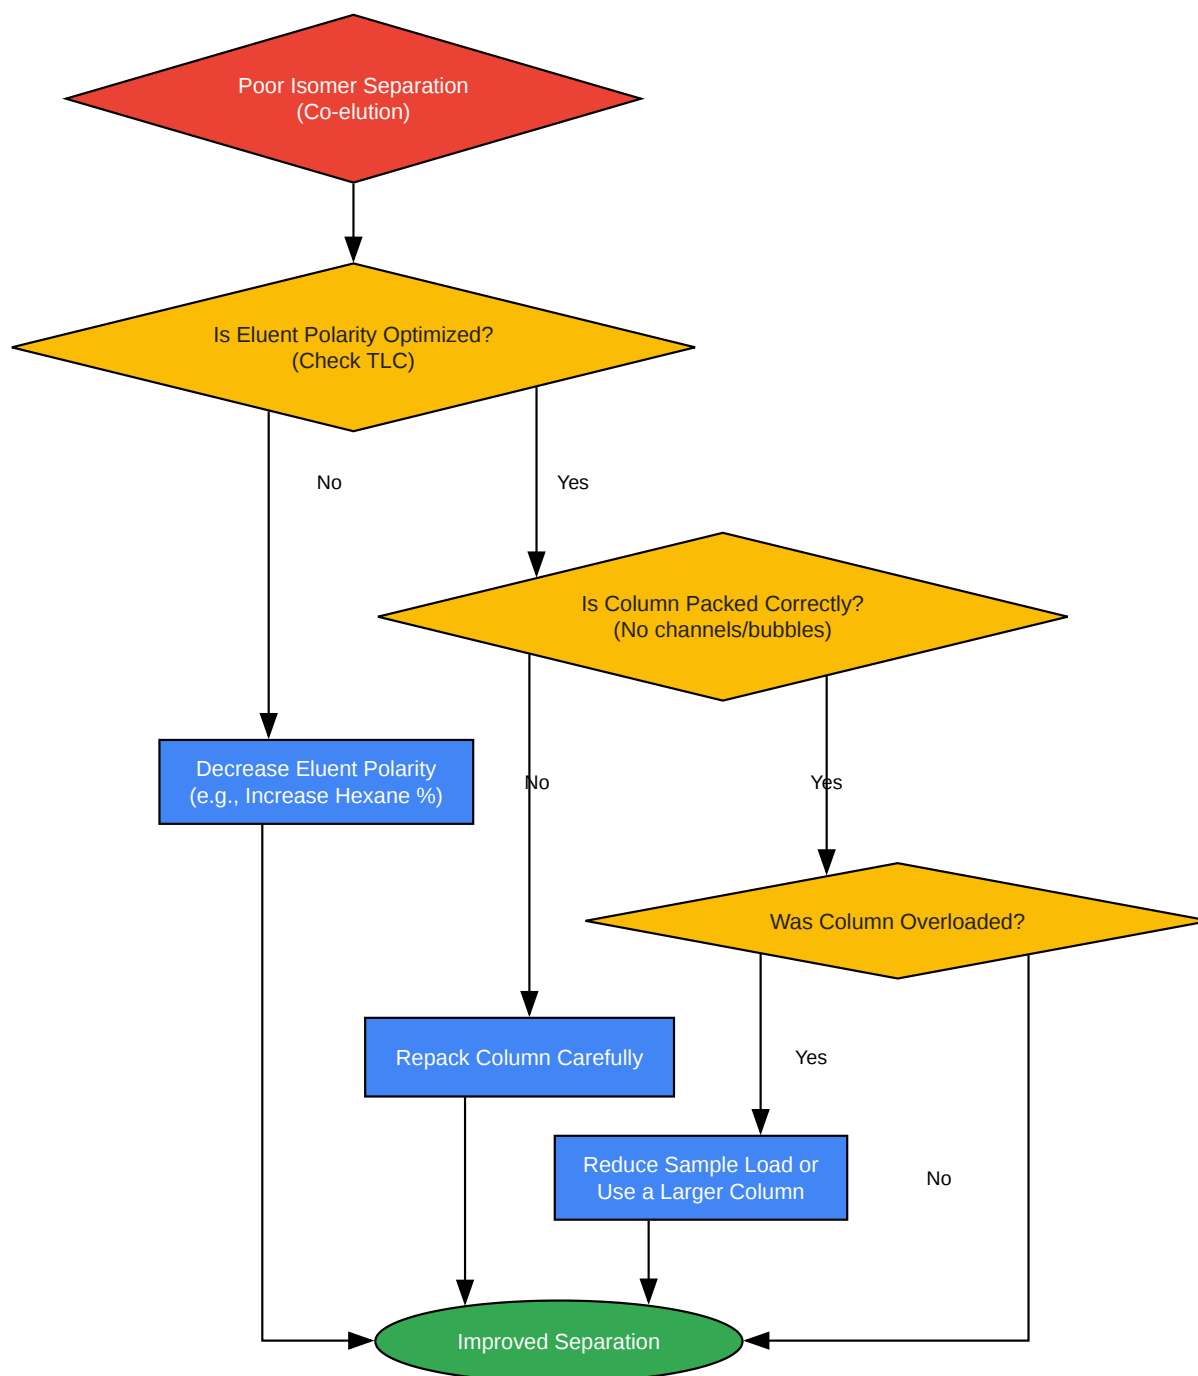 Poor Isomer Separation
(Co-elution)
Is Eluent Polarity Optimized?
(Check TLC)
No
Yes
Is Column Packed Correctly?
(No channels/bubbles)
Decrease Eluent Polarity
(e.g., Increase Hexane %)
No
Yes
Was Column Overloaded?
Repack Column Carefully
Yes
Reduce Sample Load or
Use a Larger Column
No
Improved Separation